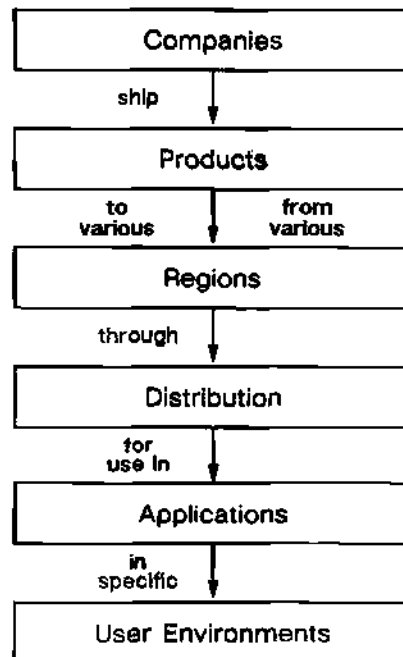 Companies
ship
Products
to
various
from
various
Regions
through
Distribution
for
use in
Applications
in
specific
User Environments